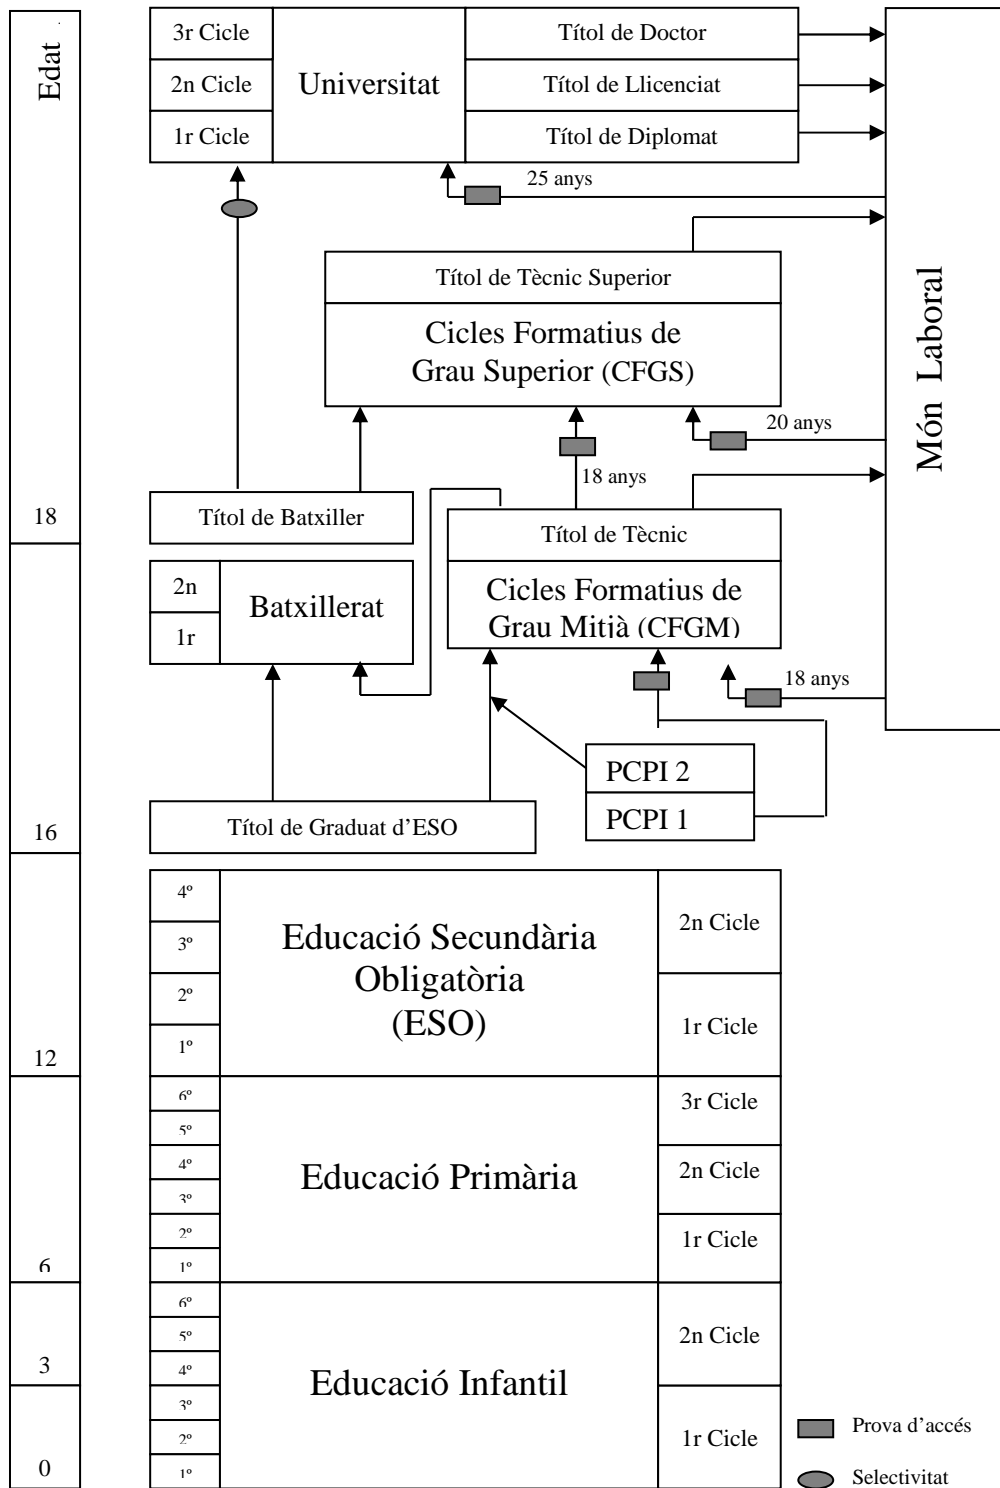 Edat
3r Cicle
2n Cicle
1r Cicle
Universitat
Títol de Doctor
Títol de Llicenciat
Títol de Diplomat
25 anys
Títol de Tècnic Superior
Cicles Formatius de
Grau Superior (CFGS)
20 anys
18 anys
Món Laboral
18
Títol de Batxiller
Títol de Tècnic
2n
1r
Batxillerat
Cicles Formatius de
Grau Mitjà (CFGM)
18 anys
PCPI 2
PCPI 1
16
Títol de Graduat d’ESO
4º
3º
2º
1º
Educació Secundària
Obligatòria
(ESO)
2n Cicle
1r Cicle
12
6º
5º
4º
3º
2º
1º
Educació Primària
3r Cicle
2n Cicle
1r Cicle
6
6º
5º
4º
3º
2º
1º
Educació Infantil
2n Cicle
1r Cicle
3
0
Prova d’accés
Selectivitat